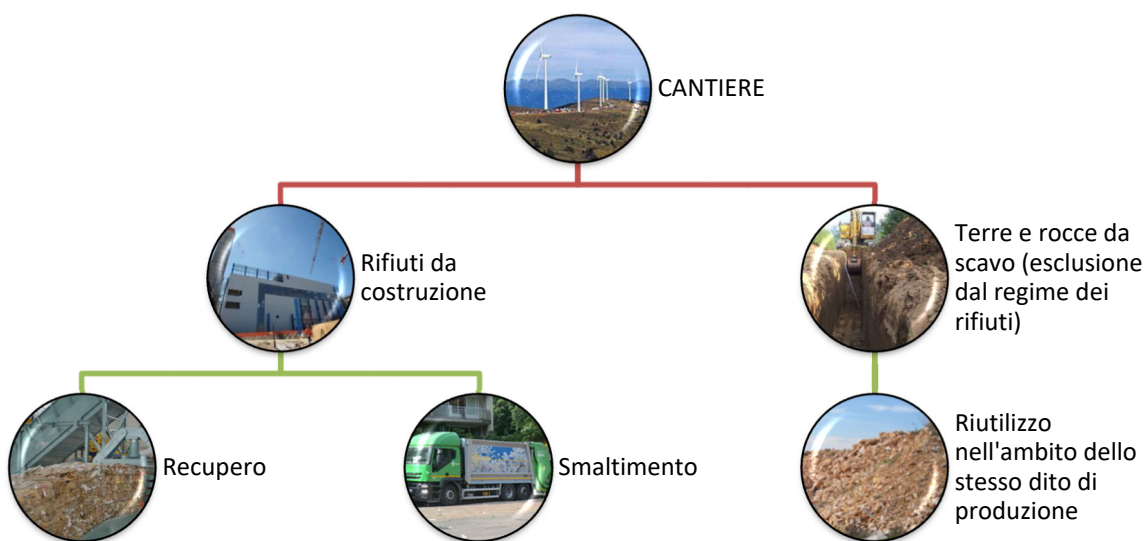 CANTIERE
Rifiuti da
costruzione
Terre e rocce da
scavo (esclusione
dal regime dei
rifiuti)
Recupero
Smaltimento
Riutilizzo
nell'ambito dello
stesso dito di
produzione